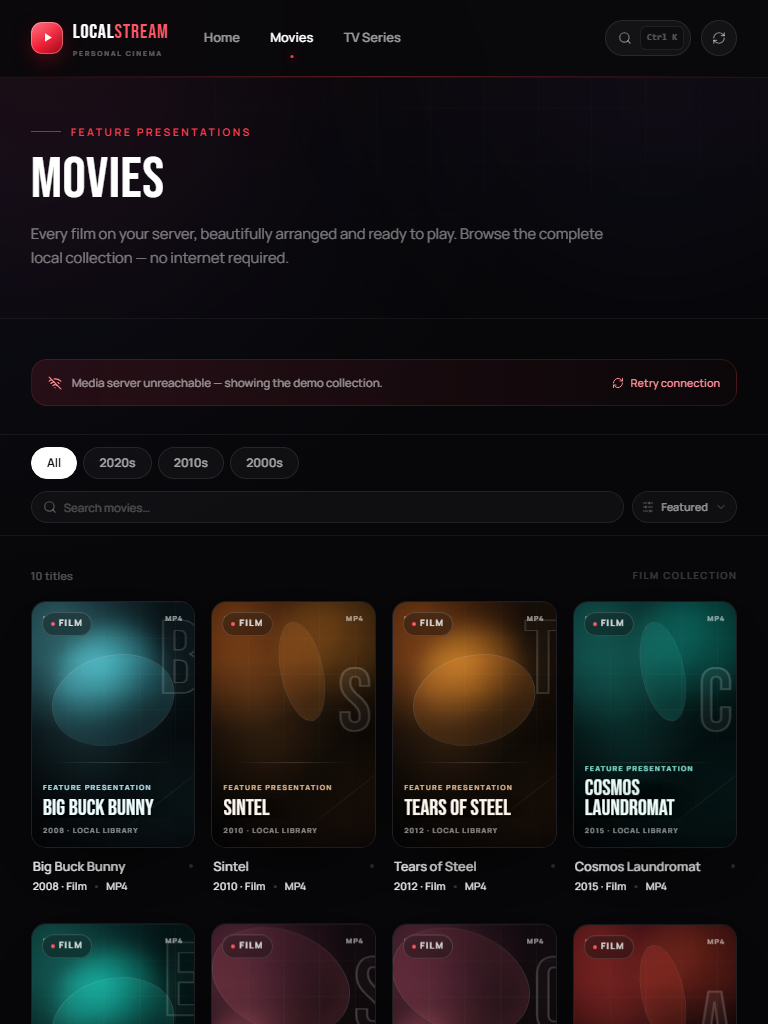 LOCALSTREAM
PERSONAL CINEMA
Home
Movies
TV Series
Ctrl K
FEATURE PRESENTATIONS
MOVIES
Every film on your server, beautifully arranged and ready to play. Browse the complete
local collection — no internet required.
Media server unreachable — showing the demo collection.
Retry connection
All
2020s
2010s
2000s
Search movies...
Featured
10 titles
FILM COLLECTION
FILM
MP4
B
FEATURE PRESENTATION
BIG BUCK BUNNY
2008 · LOCAL LIBRARY
Big Buck Bunny
2008 · Film • MP4
FILM
MP4
S
FEATURE PRESENTATION
SINTEL
2010 · LOCAL LIBRARY
Sintel
2010 · Film • MP4
FILM
MP4
T
FEATURE PRESENTATION
TEARS OF STEEL
2012 · LOCAL LIBRARY
Tears of Steel
2012 · Film • MP4
FILM
MP4
C
FEATURE PRESENTATION
COSMOS
LAUNDROMAT
2015 · LOCAL LIBRARY
Cosmos Laundromat
2015 · Film • MP4
FILM
MP4
E
FILM
MP4
S
FILM
MP4
FILM
MP4
A